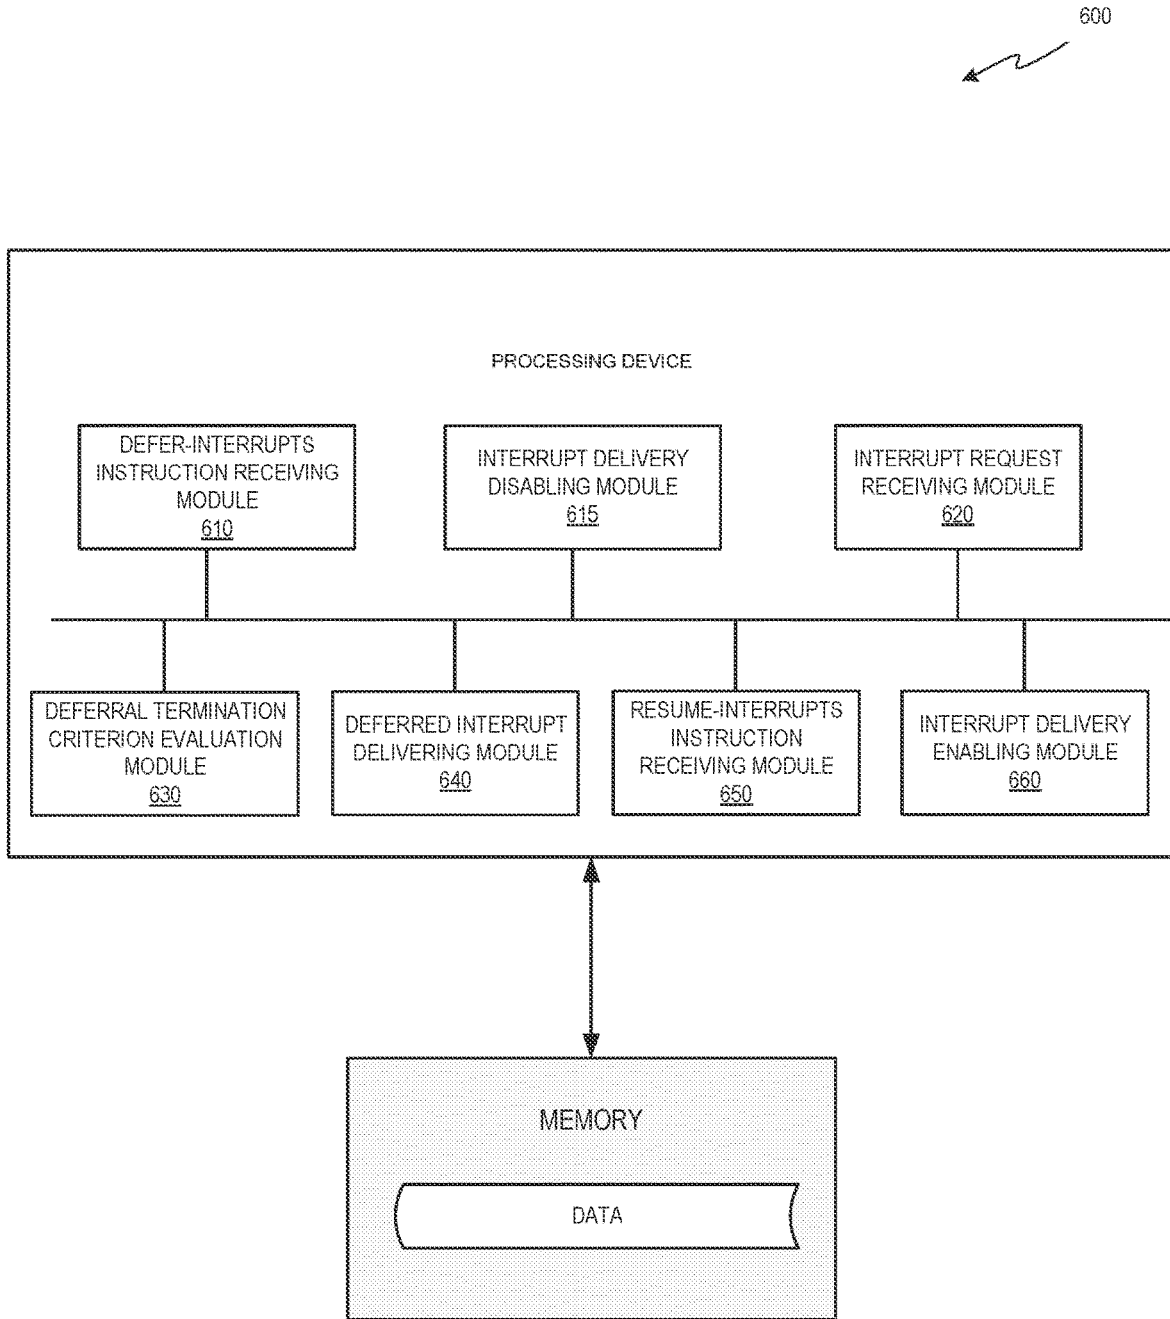 600
PROCESSING DEVICE
DEFER-INTERRUPTS
INSTRUCTION RECEIVING
MODULE
610
INTERRUPT DELIVERY
DISABLING MODULE
615
INTERRUPT REQUEST
RECEIVING MODULE
620
DEFERRAL TERMINATION
CRITERION EVALUATION
MODULE
630
DEFERRED INTERRUPT
DELIVERING MODULE
640
RESUME-INTERRUPTS
INSTRUCTION
RECEIVING MODULE
650
INTERRUPT DELIVERY
ENABLING MODULE
660
MEMORY
DATA